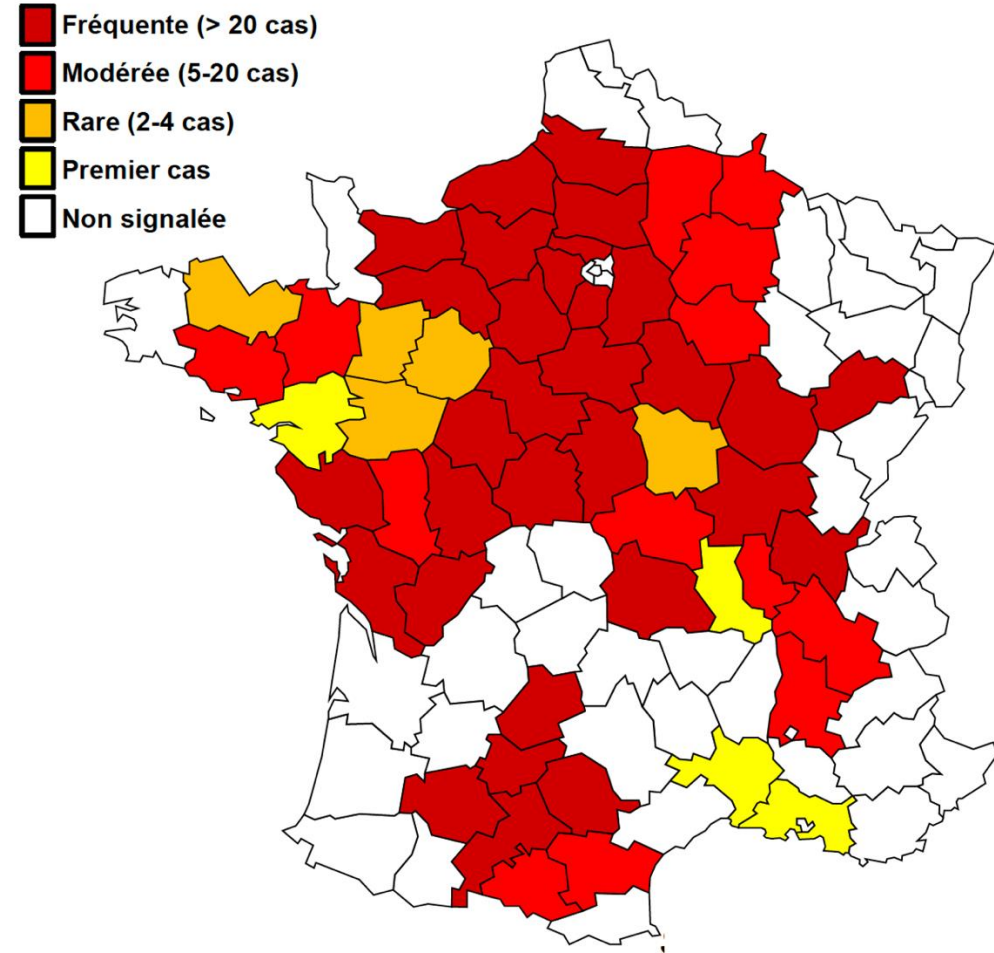 Fréquente (> 20 cas)
Modérée (5-20 cas)
Rare (2-4 cas)
Premier cas
Non signalée